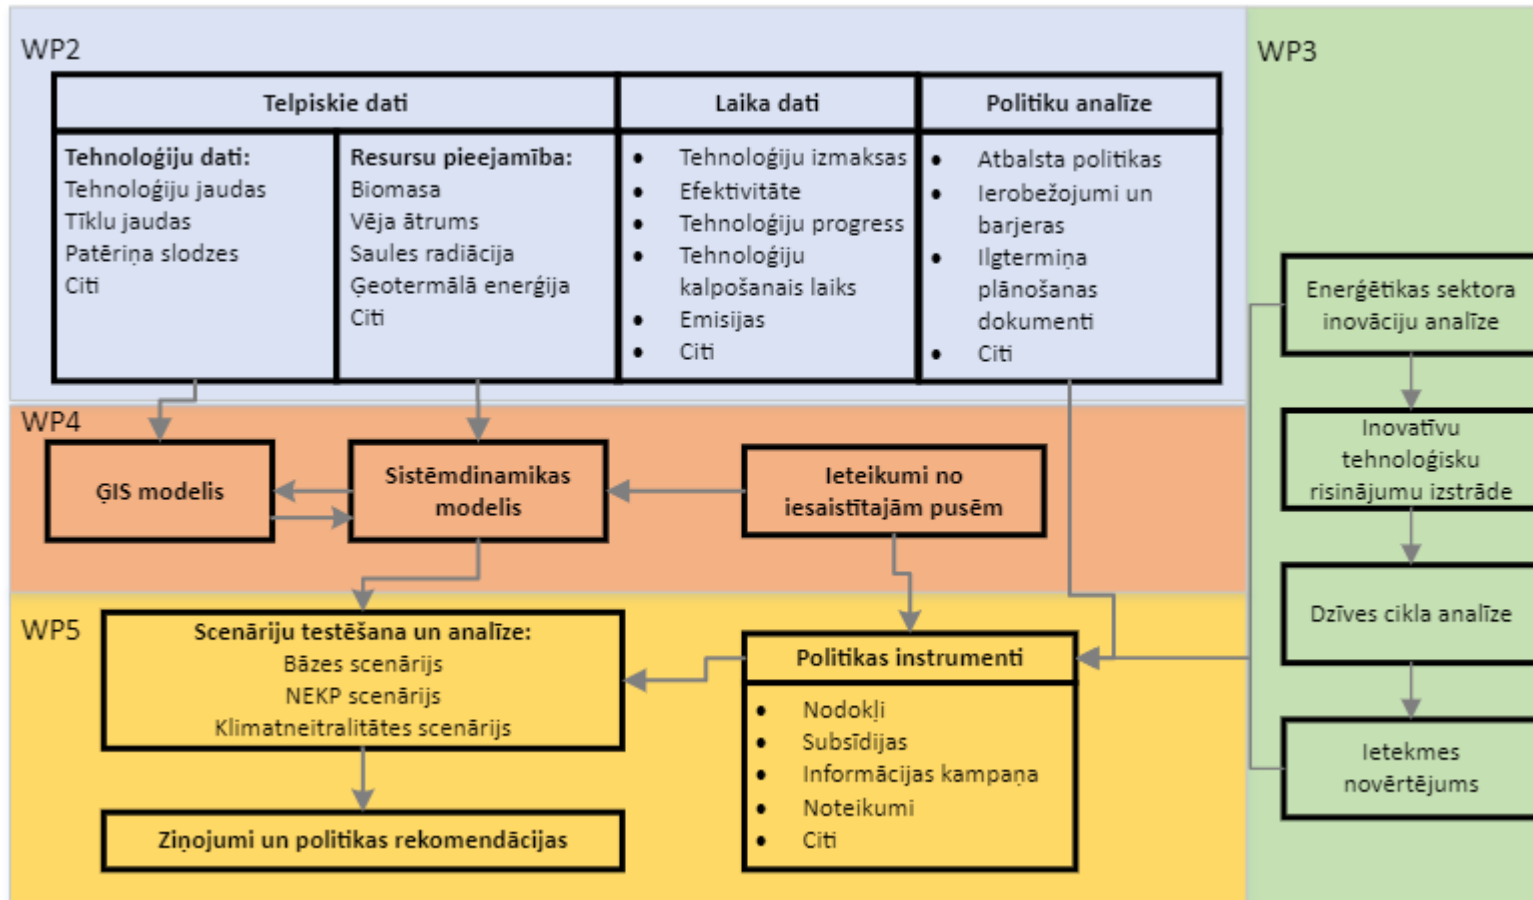 WP2
Telpiskie dati
Laika dati
Politiku analīze
Tehnoloģiju dati:
Tehnoloģiju jaudas
Tīklu jaudas
Patēriņa slodzes
Citi
Resursu pieejamība:
Biomasa
Vēja ātrums
Saules radiācija
Ģeotermālā enerģija
Citi
• Tehnoloģiju izmaksas
• Efektivitāte
• Tehnoloģiju progress
• Tehnoloģiju
kalpošanais laiks
• Emisijas
• Citi
• Atbalsta politikas
• Ierobežojumi un
barjeras
• Ilgtermiņa
plānošanas
dokumenti
• Citi
WP3
Enerģētikas sektora
inovāciju analīze
Inovatīvu
tehnoloģisku
risinājumu izstrāde
Dzīves cikla analīze
Ietekmes
novērtējums
WP4
ĢIS modelis
Sistēmdinamikas
modelis
Ieteikumi no
iesaistītajām pusēm
WP5
Scenāriju testēšana un analīze:
Bāzes scenārijs
NEKP scenārijs
Klimatneitralitātes scenārijs
Ziņojumi un politikas rekomendācijas
Politikas instrumenti
• Nodokļi
• Subsīdijas
• Informācijas kampaņa
• Noteikumi
• Citi